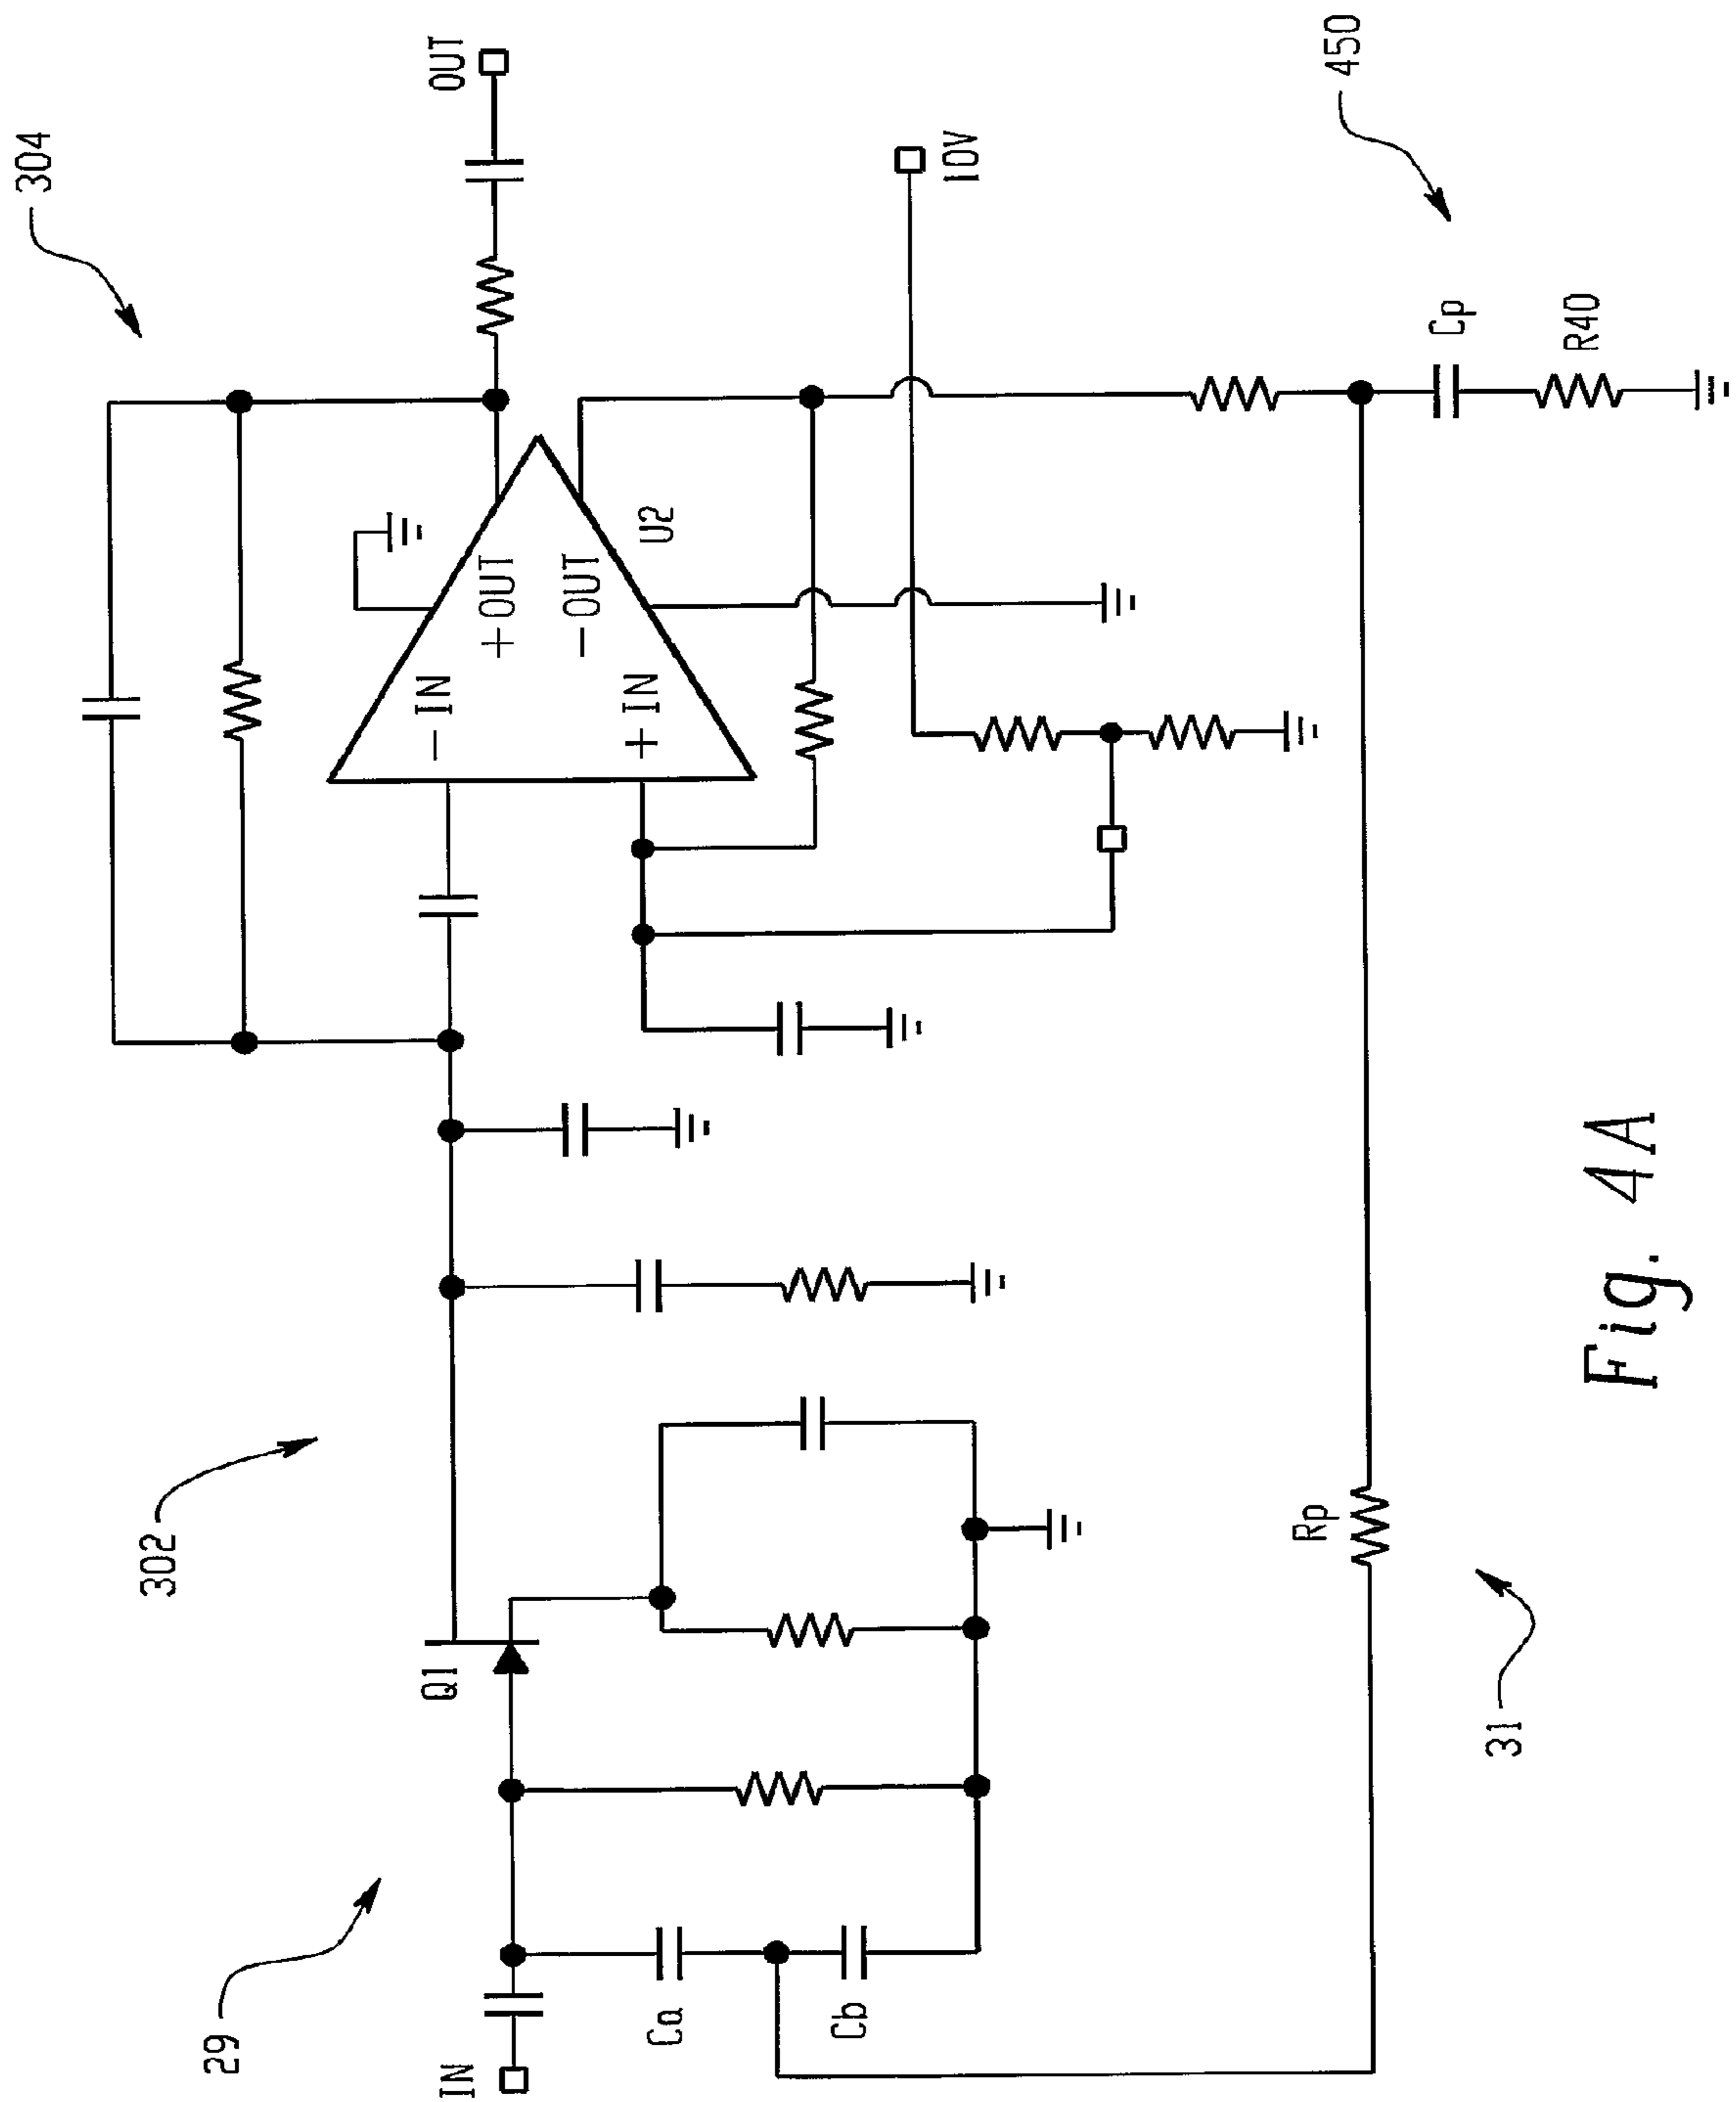 304
OUT
302
Q1
29
IN
Ca
Cb
- IN
+ IN
+OUT
-OUT
U2
10V
450
Cp
R40
Rp
31
Fig. 4A